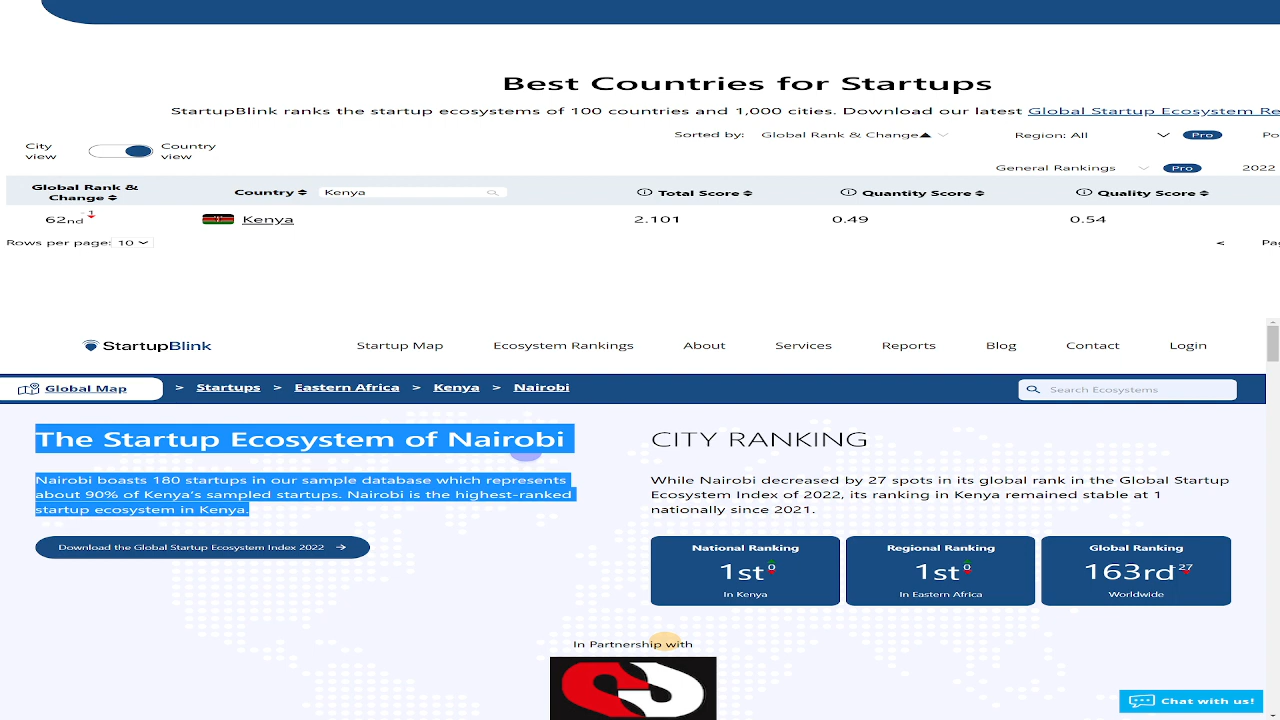 Best Countries for Startups
StartupBlink ranks the startup ecosystems of 100 countries and 1,000 cities. Download our latest Global Startup Ecosystem Re
Sorted by: Global Rank & Change▲ Region: All Pro Po
City view Country view
General Rankings Pro 2022
Global Rank & Change Country Kenya Total Score Quantity Score Quality Score
62nd -1 Kenya 2.101 0.49 0.54
Rows per page: 10 < Pa
StartupBlink Startup Map Ecosystem Rankings About Services Reports Blog Contact Login
Global Map > Startups > Eastern Africa > Kenya > Nairobi Search Ecosystems
The Startup Ecosystem of Nairobi
Nairobi boasts 180 startups in our sample database which represents
about 90% of Kenya's sampled startups. Nairobi is the highest-ranked
startup ecosystem in Kenya.
Download the Global Startup Ecosystem Index 2022 →
CITY RANKING
While Nairobi decreased by 27 spots in its global rank in the Global Startup
Ecosystem Index of 2022, its ranking in Kenya remained stable at 1
nationally since 2021.
National Ranking
1st 0
In Kenya
Regional Ranking
1st 0
In Eastern Africa
Global Ranking
163rd 27
Worldwide
In Partnership with
Chat with us!